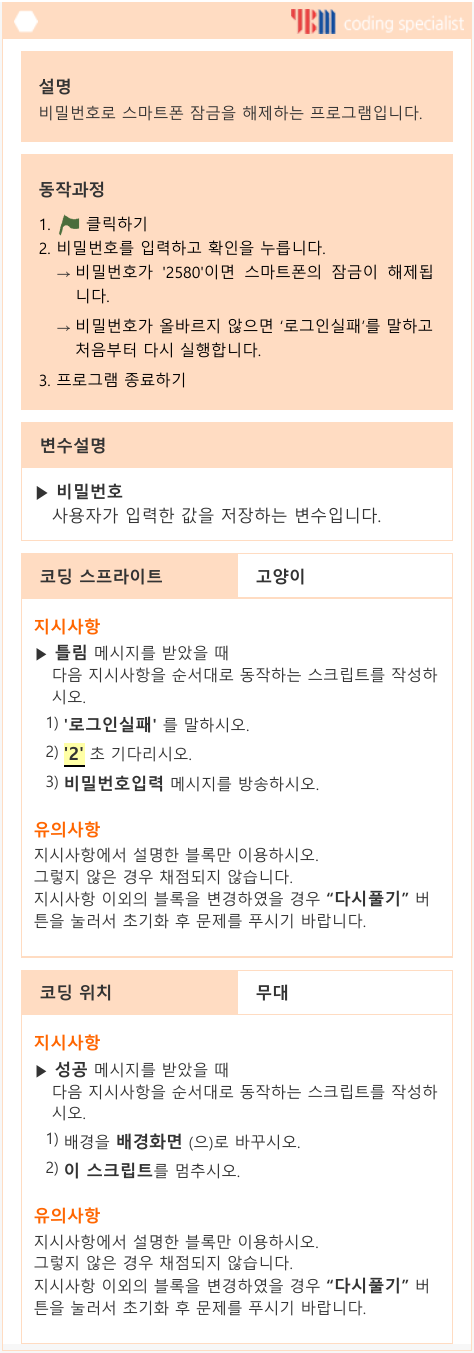 YBM coding specialist
설명
비밀번호로 스마트폰 잠금을 해제하는 프로그램입니다.
동작과정
1. 클릭하기
2. 비밀번호를 입력하고 확인을 누릅니다.
→ 비밀번호가 '2580'이면 스마트폰의 잠금이 해제됩
니다.
→ 비밀번호가 올바르지 않으면 ‘로그인실패’를 말하고
처음부터 다시 실행합니다.
3. 프로그램 종료하기
변수설명
▶ 비밀번호
사용자가 입력한 값을 저장하는 변수입니다.
코딩 스프라이트 고양이
지시사항
▶ 틀림 메시지를 받았을 때
다음 지시사항을 순서대로 동작하는 스크립트를 작성하
시오.
1) '로그인실패' 를 말하시오.
2) '2' 초 기다리시오.
3) 비밀번호입력 메시지를 방송하시오.
유의사항
지시사항에서 설명한 블록만 이용하시오.
그렇지 않은 경우 채점되지 않습니다.
지시사항 이외의 블록을 변경하였을 경우 “다시풀기” 버
튼을 눌러서 초기화 후 문제를 푸시기 바랍니다.
코딩 위치 무대
지시사항
▶ 성공 메시지를 받았을 때
다음 지시사항을 순서대로 동작하는 스크립트를 작성하
시오.
1) 배경을 배경화면 (으)로 바꾸시오.
2) 이 스크립트를 멈추시오.
유의사항
지시사항에서 설명한 블록만 이용하시오.
그렇지 않은 경우 채점되지 않습니다.
지시사항 이외의 블록을 변경하였을 경우 “다시풀기” 버
튼을 눌러서 초기화 후 문제를 푸시기 바랍니다.